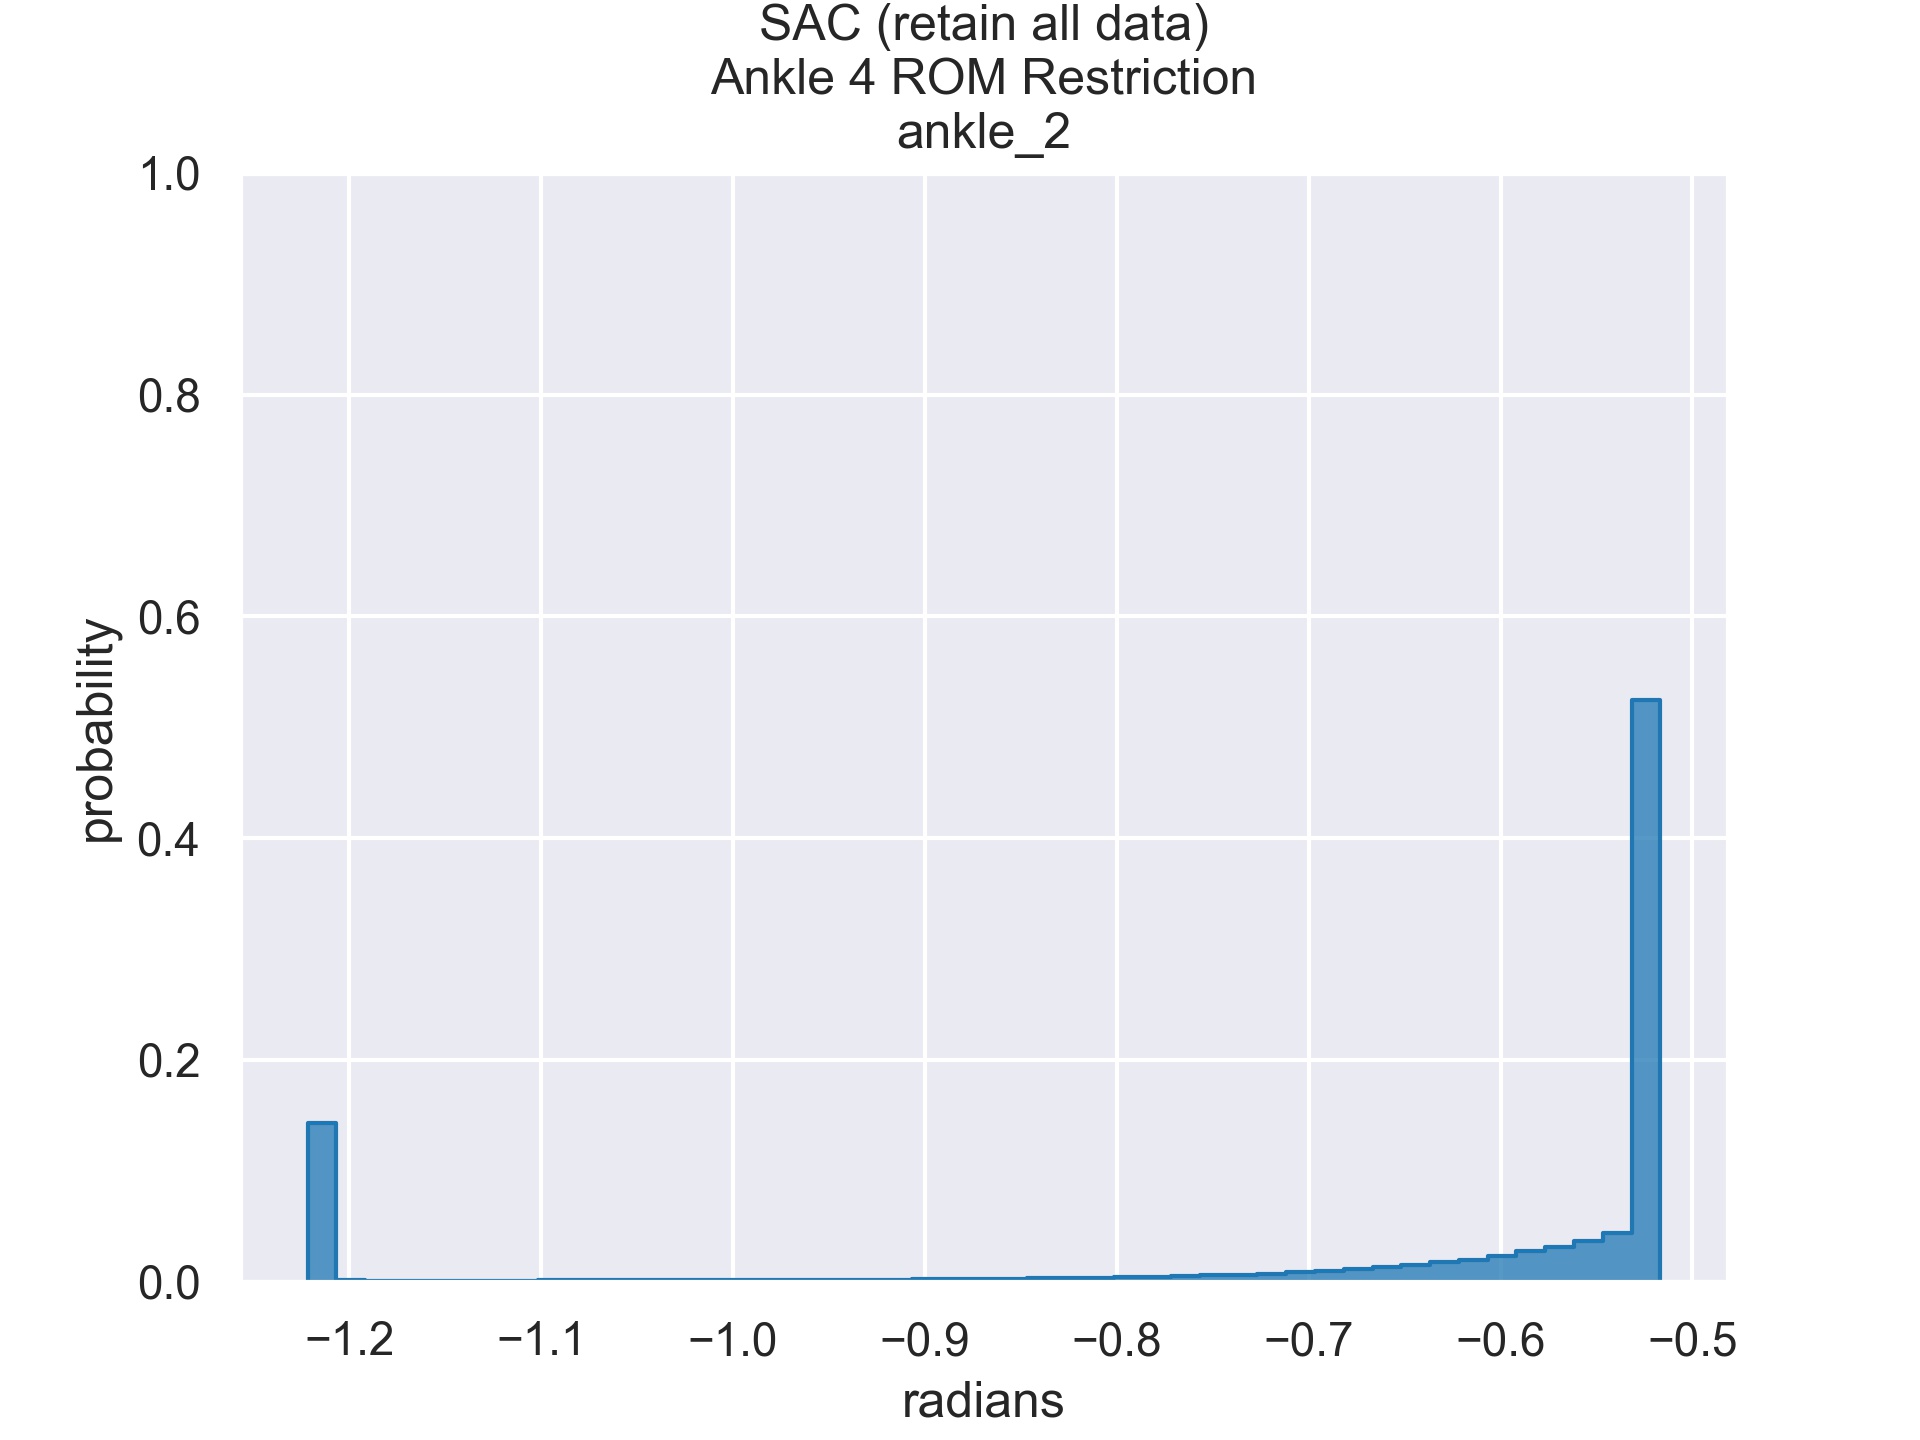 SAC (retain all data)
Ankle 4 ROM Restriction
ankle_2
1.0
0.8
0.6
0.4
0.2
0.0
probability
−1.2 −1.1 −1.0 −0.9 −0.8 −0.7 −0.6 −0.5
radians